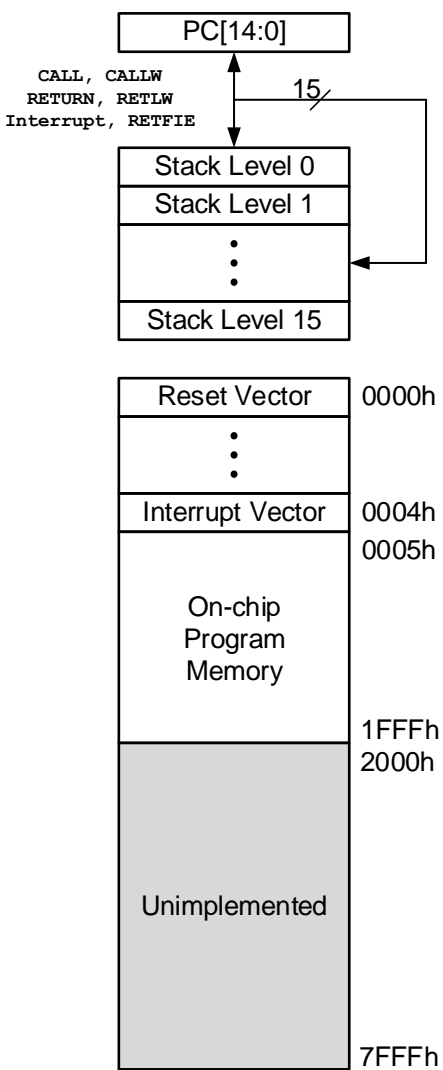 PC[14:0]
CALL, CALLW
RETURN, RETLW
Interrupt, RETFIE
15
Stack Level 0
Stack Level 1
Stack Level 15
Reset Vector 0000h
Interrupt Vector 0004h
0005h
On-chip
Program
Memory
1FFFh
2000h
Unimplemented
7FFFh